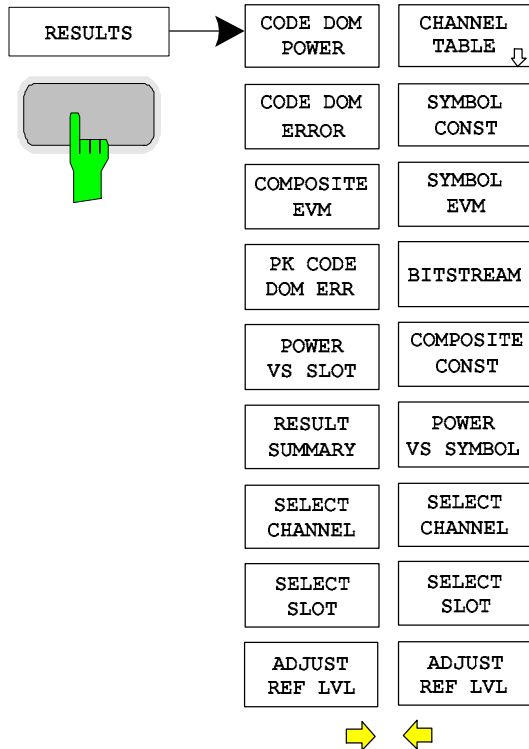 RESULTS
CODE DOM
POWER
CODE DOM
ERROR
COMPOSITE
EVM
PK CODE
DOM ERR
POWER
VS SLOT
RESULT
SUMMARY
SELECT
CHANNEL
SELECT
SLOT
ADJUST
REF LVL
CHANNEL
TABLE
SYMBOL
CONST
SYMBOL
EVM
BITSTREAM
COMPOSITE
CONST
POWER
VS SYMBOL
SELECT
CHANNEL
SELECT
SLOT
ADJUST
REF LVL